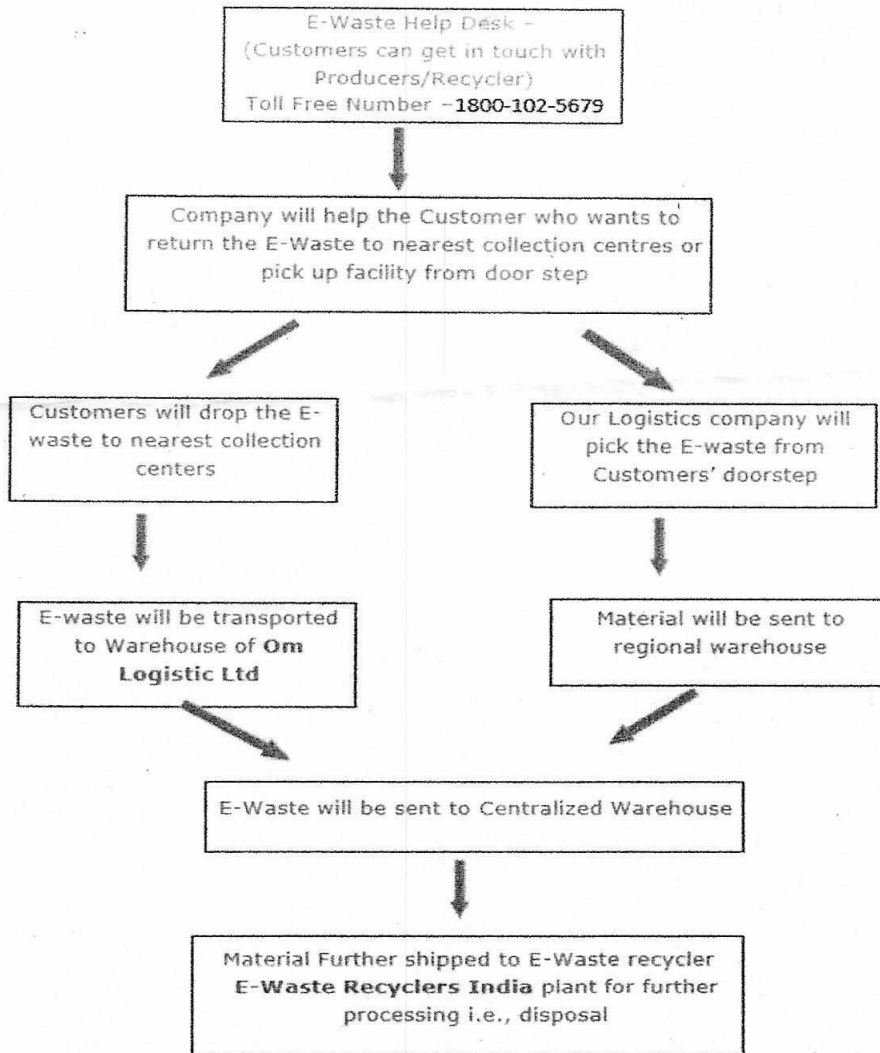 E-Waste Help Desk –
(Customers can get in touch with
Producers/Recycler)
Toll Free Number –1800-102-5679
Company will help the Customer who wants to
return the E-Waste to nearest collection centres or
pick up facility from door step
Customers will drop the E-
waste to nearest collection
centers
Our Logistics company will
pick the E-waste from
Customers' doorstep
E-waste will be transported
to Warehouse of Om
Logistic Ltd
Material will be sent to
regional warehouse
E-Waste will be sent to Centralized Warehouse
Material Further shipped to E-Waste recycler
E-Waste Recyclers India plant for further
processing i.e., disposal